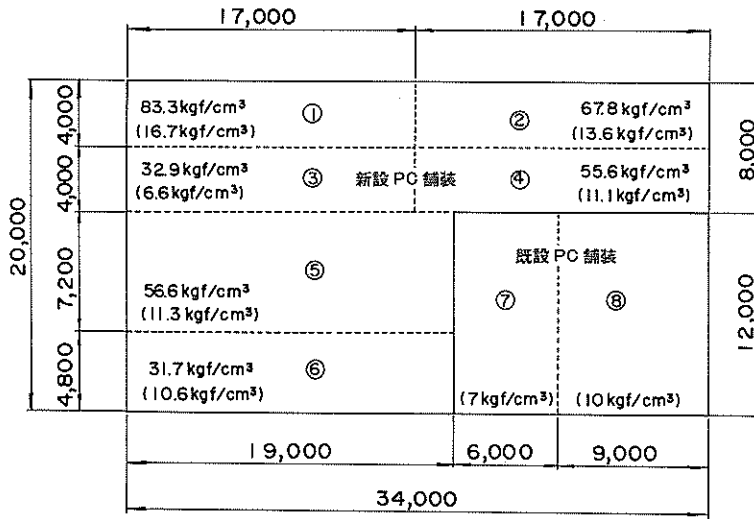 17,000
17,000
83.3kgf/cm³
(16.7kgf/cm³)
①
②
67.8kgf/cm³
(13.6kgf/cm³)
4,000
8,000
32.9kgf/cm³
(6.6kgf/cm³)
③
新設 PC 舗装
④
55.6kgf/cm³
(11.1kgf/cm³)
4,000
20,000
既設 PC 舗装
⑤
56.6kgf/cm³
(11.3kgf/cm³)
7,200
⑦
⑧
12,000
31.7kgf/cm³
(10.6kgf/cm³)
⑥
(7kgf/cm³)
(10kgf/cm³)
4,800
19,000
6,000
9,000
34,000